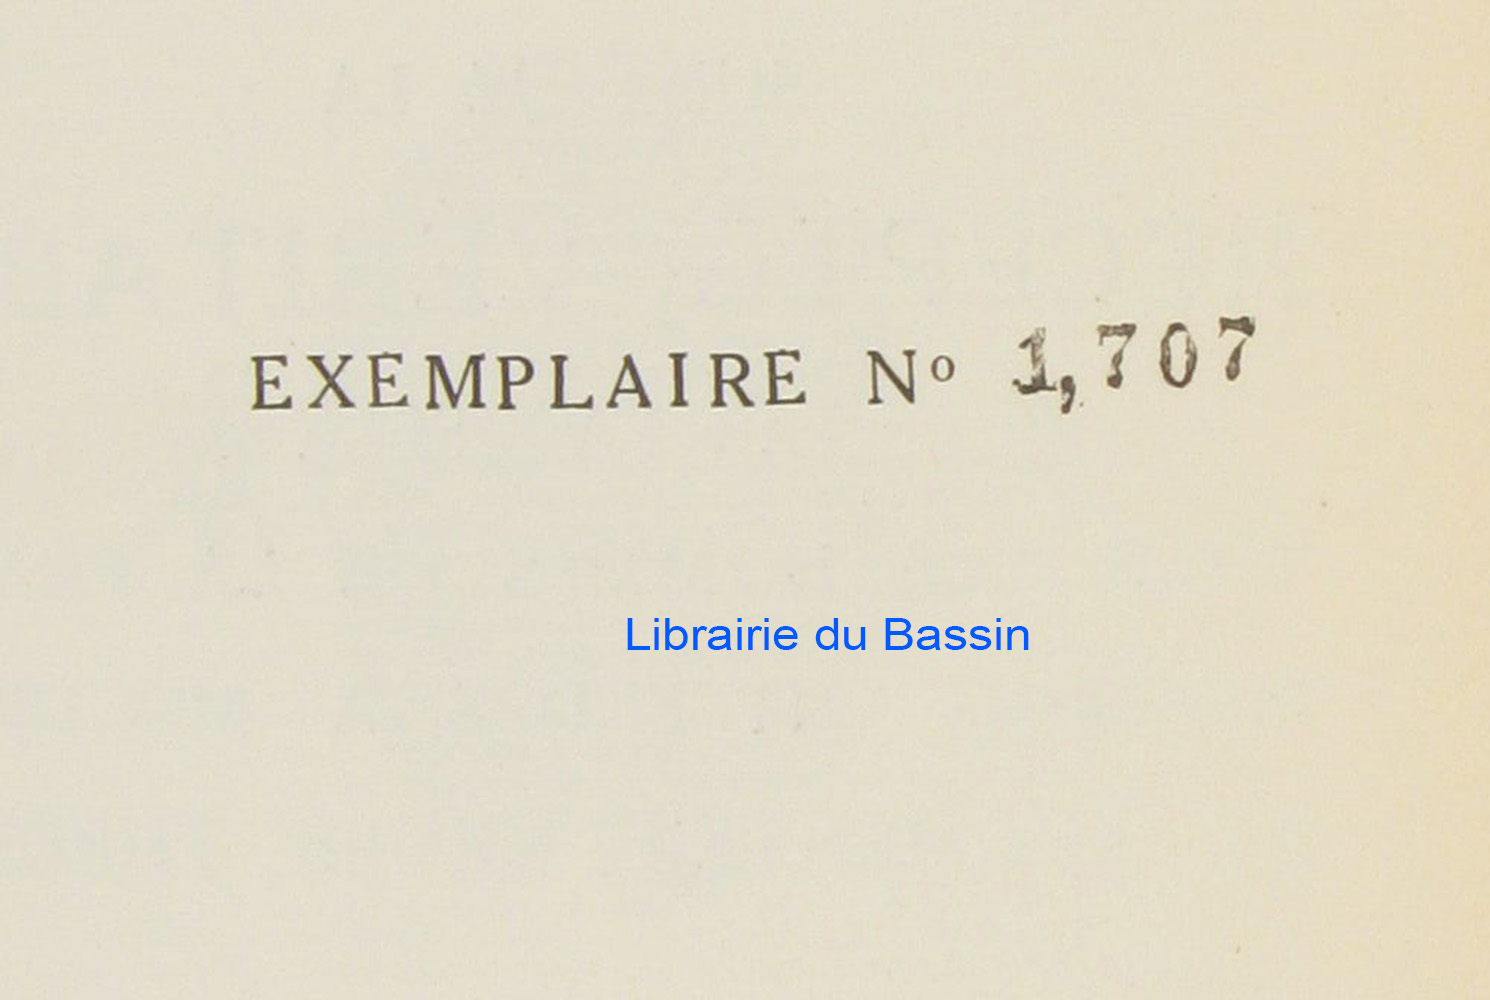 EXEMPLAIRE Nº 1,707
Librairie du Bassin